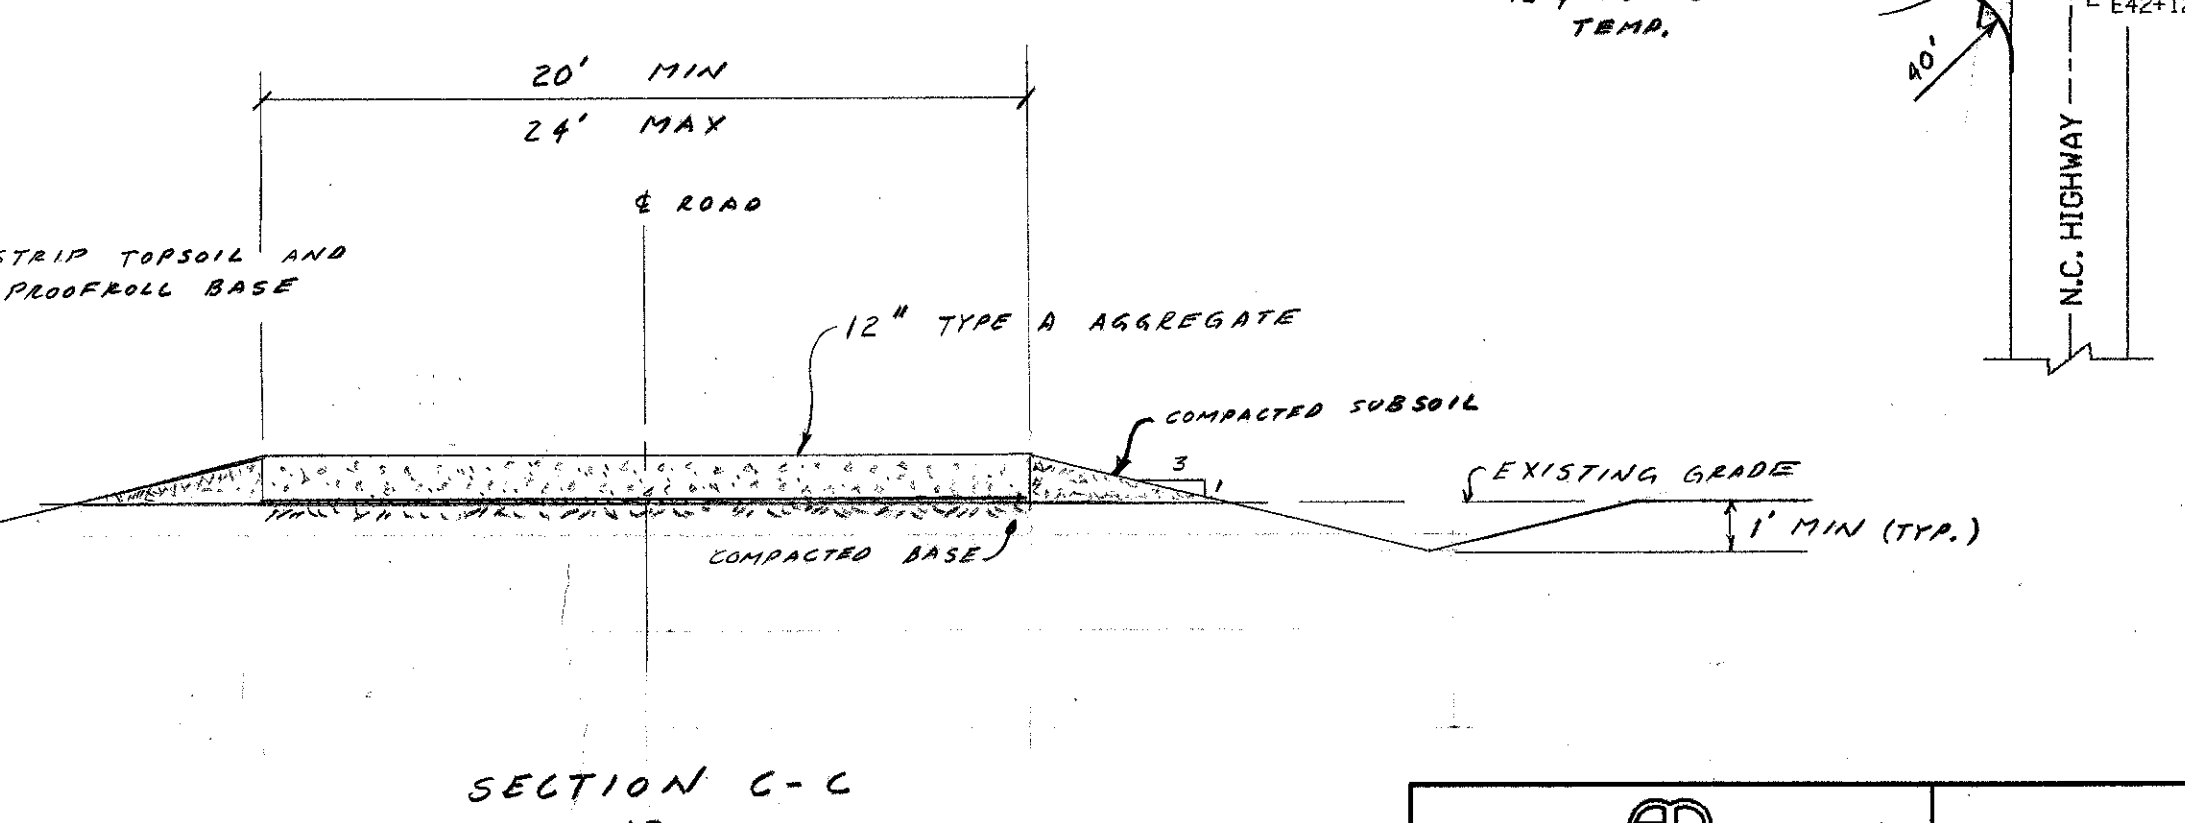 TEMP.
E42+12
40'
N.C. HIGHWAY
20' MIN
24' MAX
℄ ROAD
STRIP TOPSOIL AND
PROOFROLL BASE
12" TYPE A AGGREGATE
COMPACTED SUBSOIL
3
1
EXISTING GRADE
1' MIN (TYP.)
COMPACTED BASE
SECTION C-C